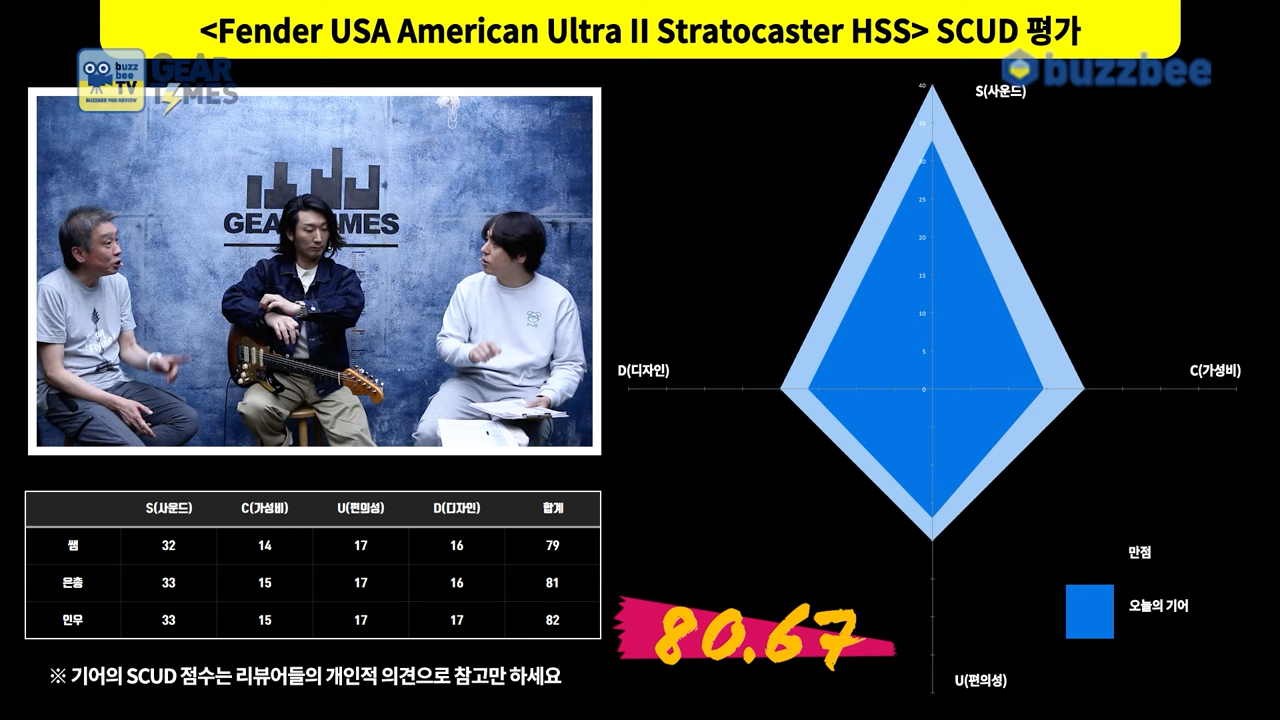 <Fender USA American Ultra II Stratocaster HSS> SCUD 평가
buzz bee TV
BUZZBEE VOD REVIEW
GEAR TIMES
buzzbee
GEAR TIMES
S(사운드)
40
35
30
25
20
15
10
5
0
D(디자인)
C(가성비)
U(편의성)
S(사운드) C(가성비) U(편의성) D(디자인) 합계
쌤 32 14 17 16 79
은총 33 15 17 16 81
민우 33 15 17 17 82
80.67
만점
오늘의 기어
※ 기어의 SCUD 점수는 리뷰어들의 개인적 의견으로 참고만 하세요